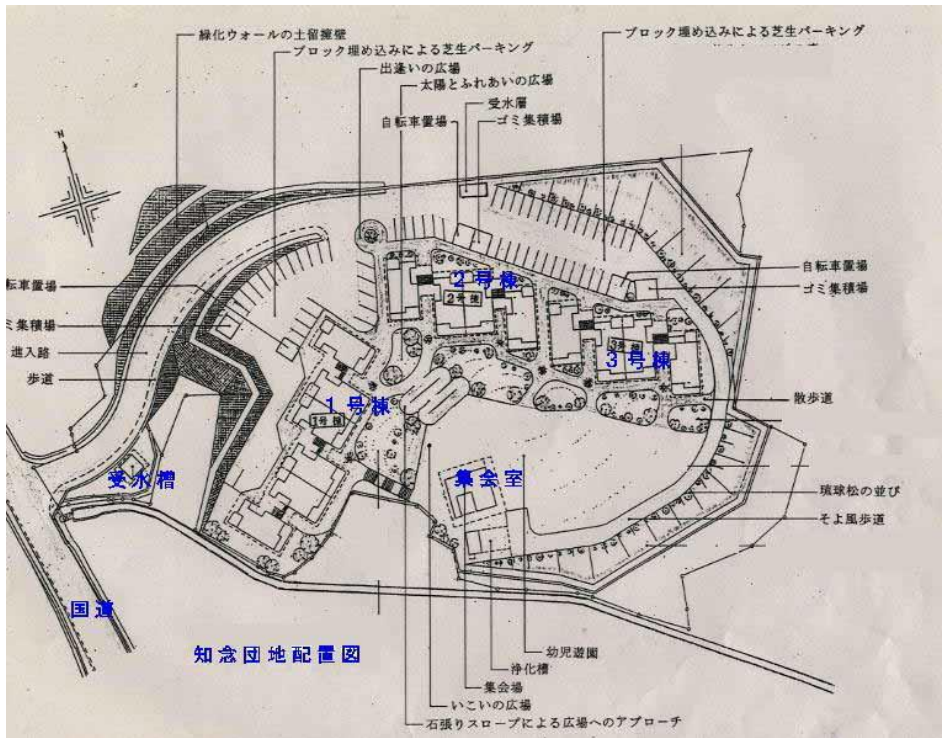 緑化ウォールの土留擁壁
ブロック埋め込みによる芝生パーキング
出逢いの広場
太陽とふれあいの広場
受水層
自転車置場
ゴミ集積場
ブロック埋め込みによる芝生パーキング
N
転車置場
ミ集積場
進入路
歩道
2号棟
2号棟
3号棟
3号棟
1号棟
1号棟
自転車置場
ゴミ集積場
散歩道
受水槽
集会室
琉球松の並び
そよ風歩道
国道
知念団地配置図
幼児遊園
浄化槽
集会場
いこいの広場
石張りスロープによる広場へのアプローチ